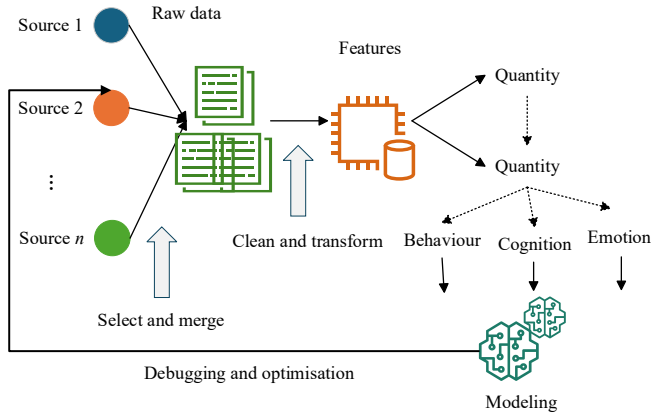 Source 1
Raw data
Features
Quantity
Source 2
⋮
Quantity
Source n
Clean and transform
Behaviour
Cognition
Emotion
Select and merge
Debugging and optimisation
Modeling